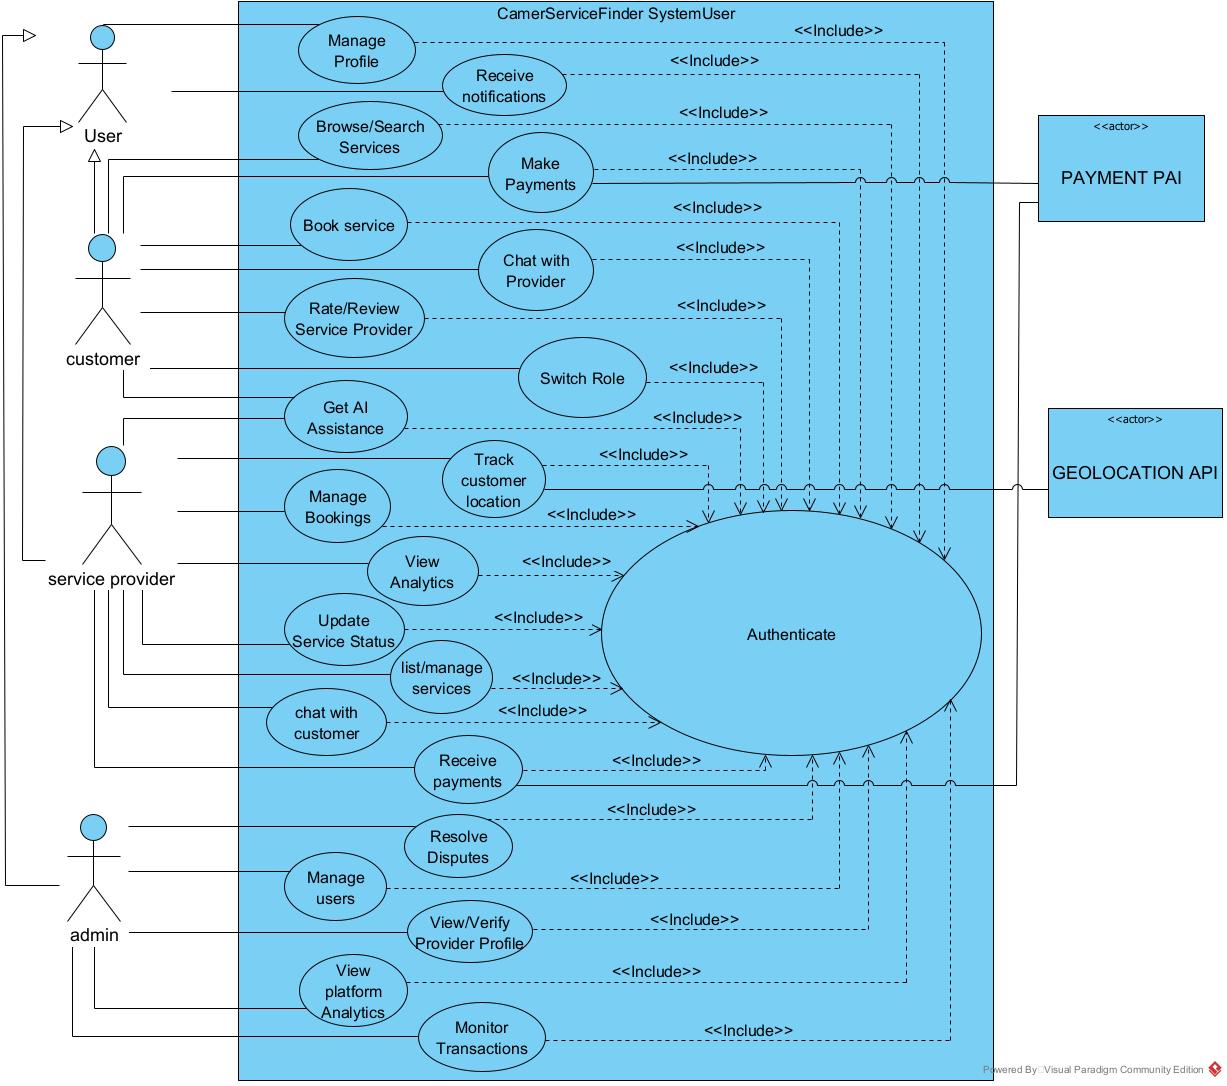 CamerServiceFinder SystemUser
Manage
Profile
<<Include>>
Receive
notifications
<<Include>>
User
Browse/Search
Services
<<Include>>
<<actor>>
PAYMENT PAI
Make
Payments
<<Include>>
Book service
<<Include>>
Chat with
Provider
<<Include>>
customer
Rate/Review
Service Provider
<<Include>>
Switch Role
<<Include>>
Get AI
Assistance
<<Include>>
<<actor>>
GEOLOCATION API
Track
customer
location
<<Include>>
Manage
Bookings
<<Include>>
service provider
View
Analytics
<<Include>>
Update
Service Status
<<Include>>
Authenticate
list/manage
services
<<Include>>
chat with
customer
<<Include>>
Receive
payments
<<Include>>
Resolve
Disputes
<<Include>>
Manage
users
<<Include>>
admin
View/Verify
Provider Profile
<<Include>>
View
platform
Analytics
<<Include>>
Monitor
Transactions
<<Include>>
Powered By Visual Paradigm Community Edition